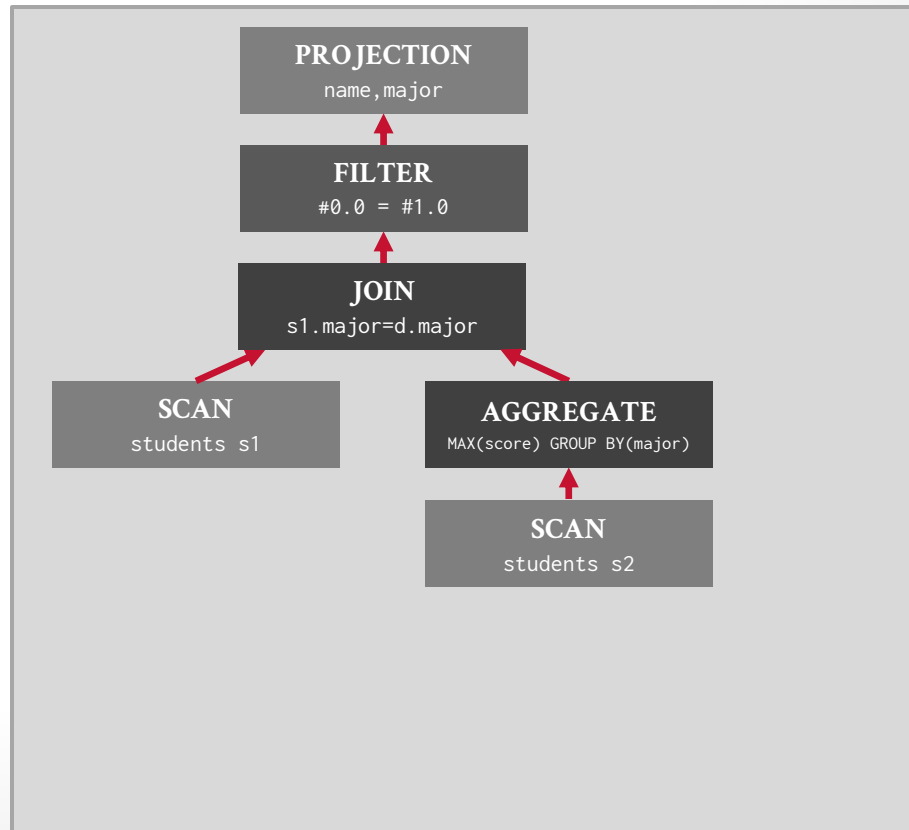 PROJECTION
name,major
FILTER
#0.0 = #1.0
JOIN
s1.major=d.major
SCAN
students s1
AGGREGATE
MAX(score) GROUP BY(major)
SCAN
students s2